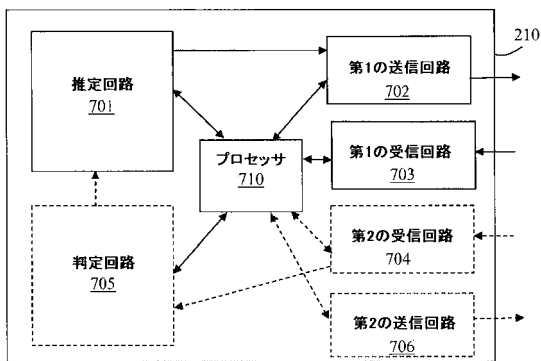 210
推定回路
701
第1の送信回路
702
プロセッサ
710
第1の受信回路
703
判定回路
705
第2の受信回路
704
第2の送信回路
706